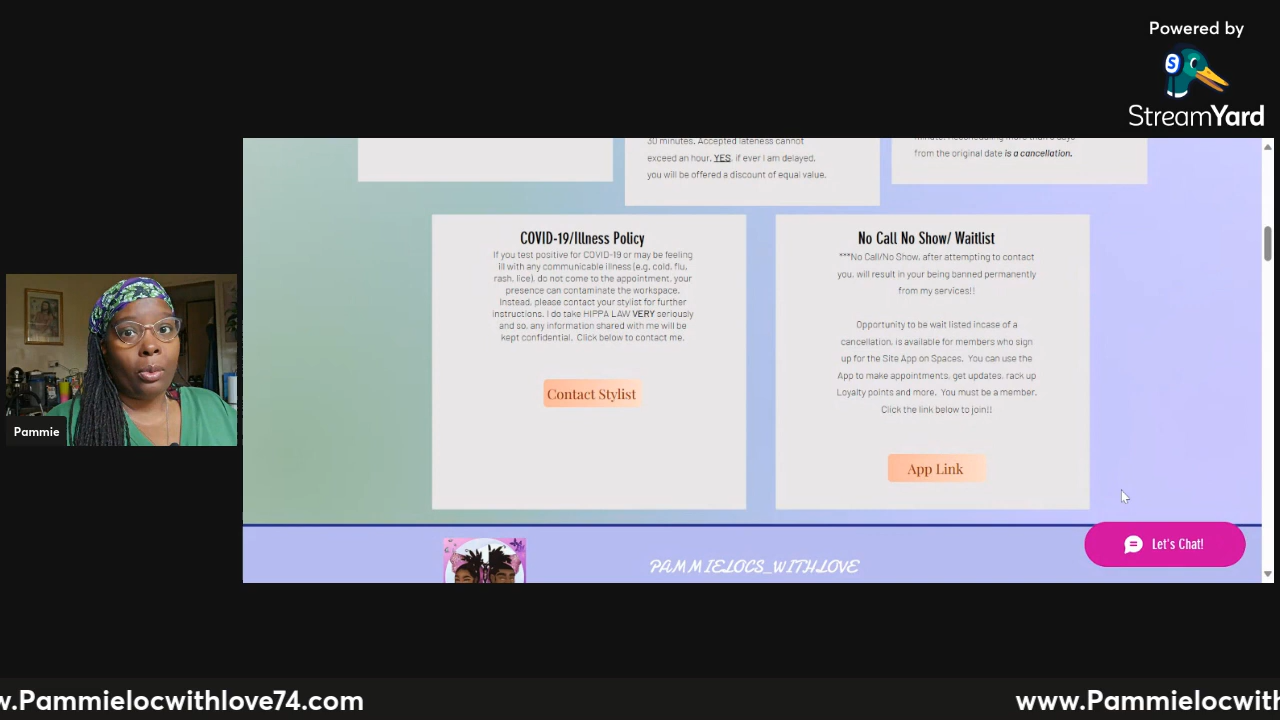 Powered by
S
StreamYard
30 minutes. Accepted lateness cannot
exceed an hour. YES, if ever i am delayed,
you will be offered a discount of equal value.
from the original date is a cancellation.
COVID-19/Illness Policy
If you test positive for COVID-19 or may be feeling
ill with any communicable illness (e.g. cold, flu,
rash, lice), do not come to the appointment, your
presence can contaminate the workspace.
Instead, please contact your stylist for further
instructions. I do take HIPPA LAW VERY seriously
and so, any information shared with me will be
kept confidential. Click below to contact me.
Contact Stylist
No Call No Show/ Waitlist
***No Call/No Show, after attempting to contact
you, will result in your being banned permanently
from my services!!
Opportunity to be wait listed incase of a
cancellation, is available for members who sign
up for the Site App on Spaces. You can use the
App to make appointments, get updates, rack up
Loyalty points and more. You must be a member.
Click the link below to join!!
App Link
Pammie
Let's Chat!
PAMMIELOCS_WITHLOVE
w.Pammielocwithlove74.com
www.Pammielocwith